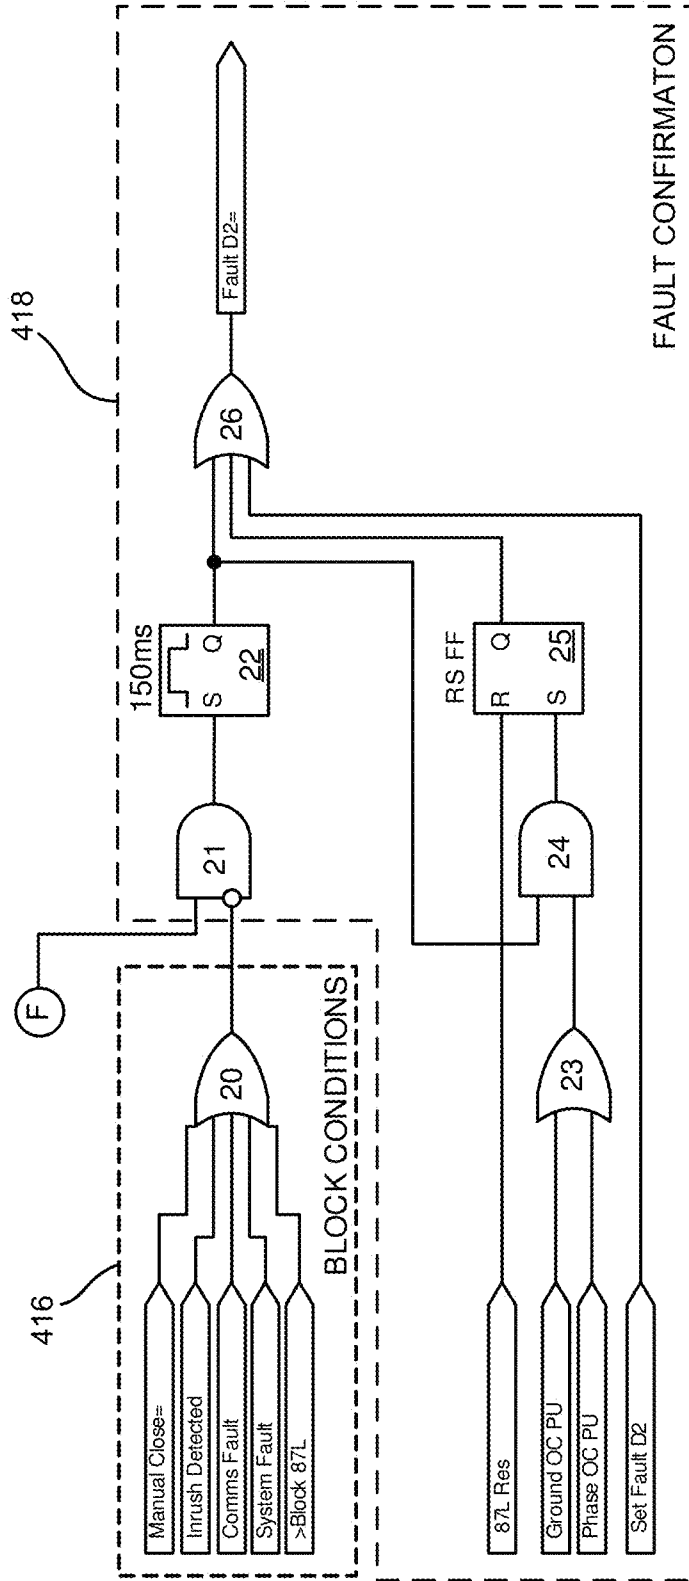 416
418
F
Manual Close=
Inrush Detected
Comms Fault
System Fault
>Block 87L
20
BLOCK CONDITIONS
21
150ms
S Q
22
26
Fault D2=
87L Res
Ground OC PU
Phase OC PU
Set Fault D2
23
24
RS FF
R Q
S
25
FAULT CONFIRMATON